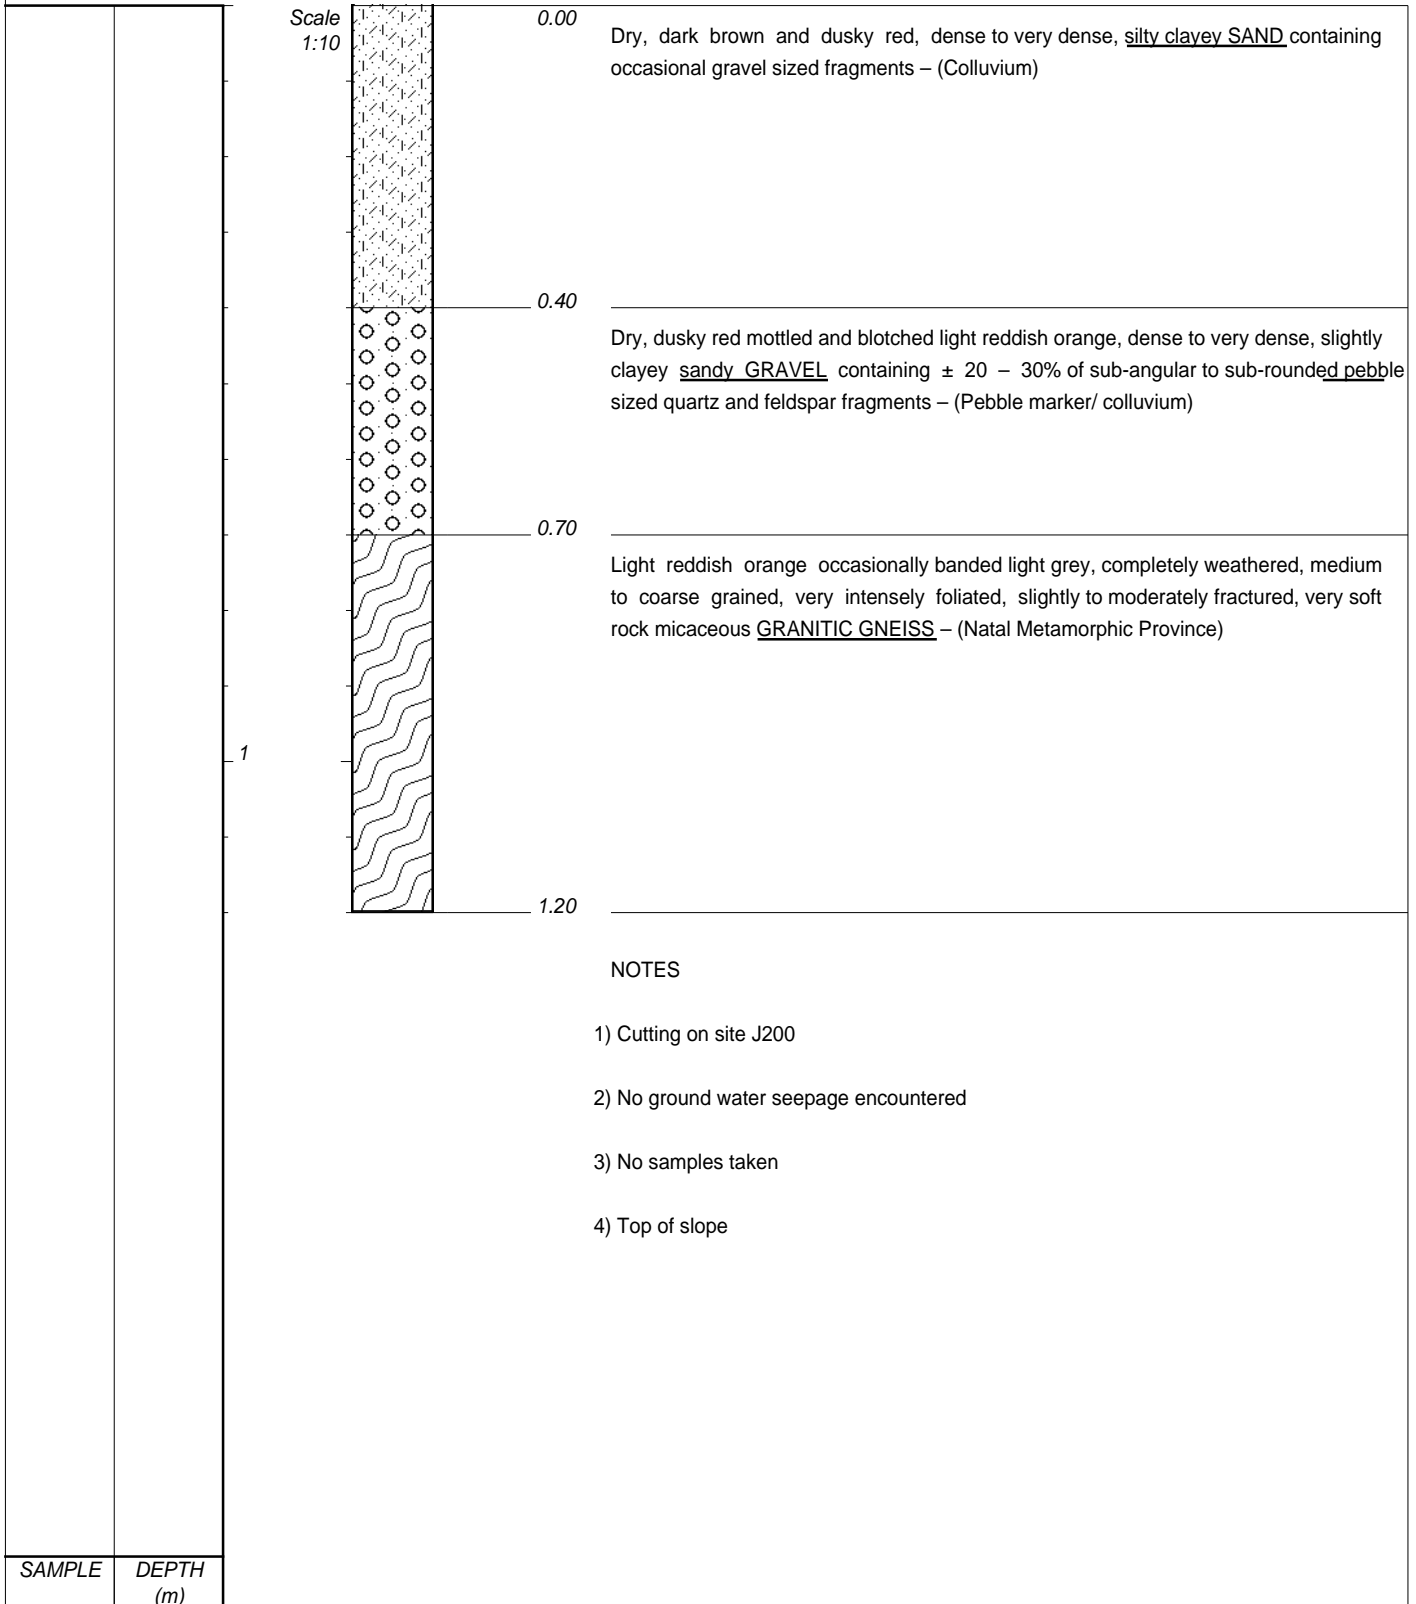 Scale
1:10
0.00
Dry, dark brown and dusky red, dense to very dense, silty clayey SAND containing
occasional gravel sized fragments – (Colluvium)
0.40
Dry, dusky red mottled and blotched light reddish orange, dense to very dense, slightly
clayey sandy GRAVEL containing ± 20 – 30% of sub-angular to sub-rounded pebble
sized quartz and feldspar fragments – (Pebble marker/ colluvium)
0.70
Light reddish orange occasionally banded light grey, completely weathered, medium
to coarse grained, very intensely foliated, slightly to moderately fractured, very soft
rock micaceous GRANITIC GNEISS – (Natal Metamorphic Province)
1
1.20
NOTES
1) Cutting on site J200
2) No ground water seepage encountered
3) No samples taken
4) Top of slope
SAMPLE DEPTH
(m)